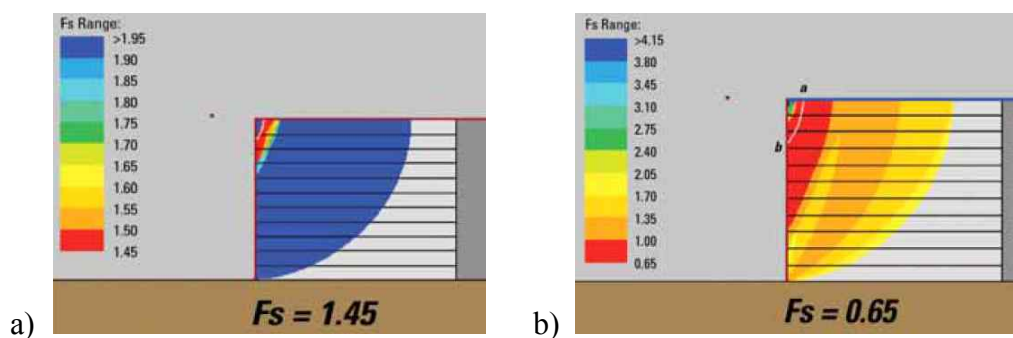 Fs Range:
>1.95
1.90
1.85
1.80
1.75
1.70
1.65
1.60
1.55
1.50
1.45
Fs = 1.45
a)
Fs Range:
>4.15
3.80
3.45
3.10
2.75
2.40
2.05
1.70
1.35
1.00
0.65
a
b
Fs = 0.65
b)